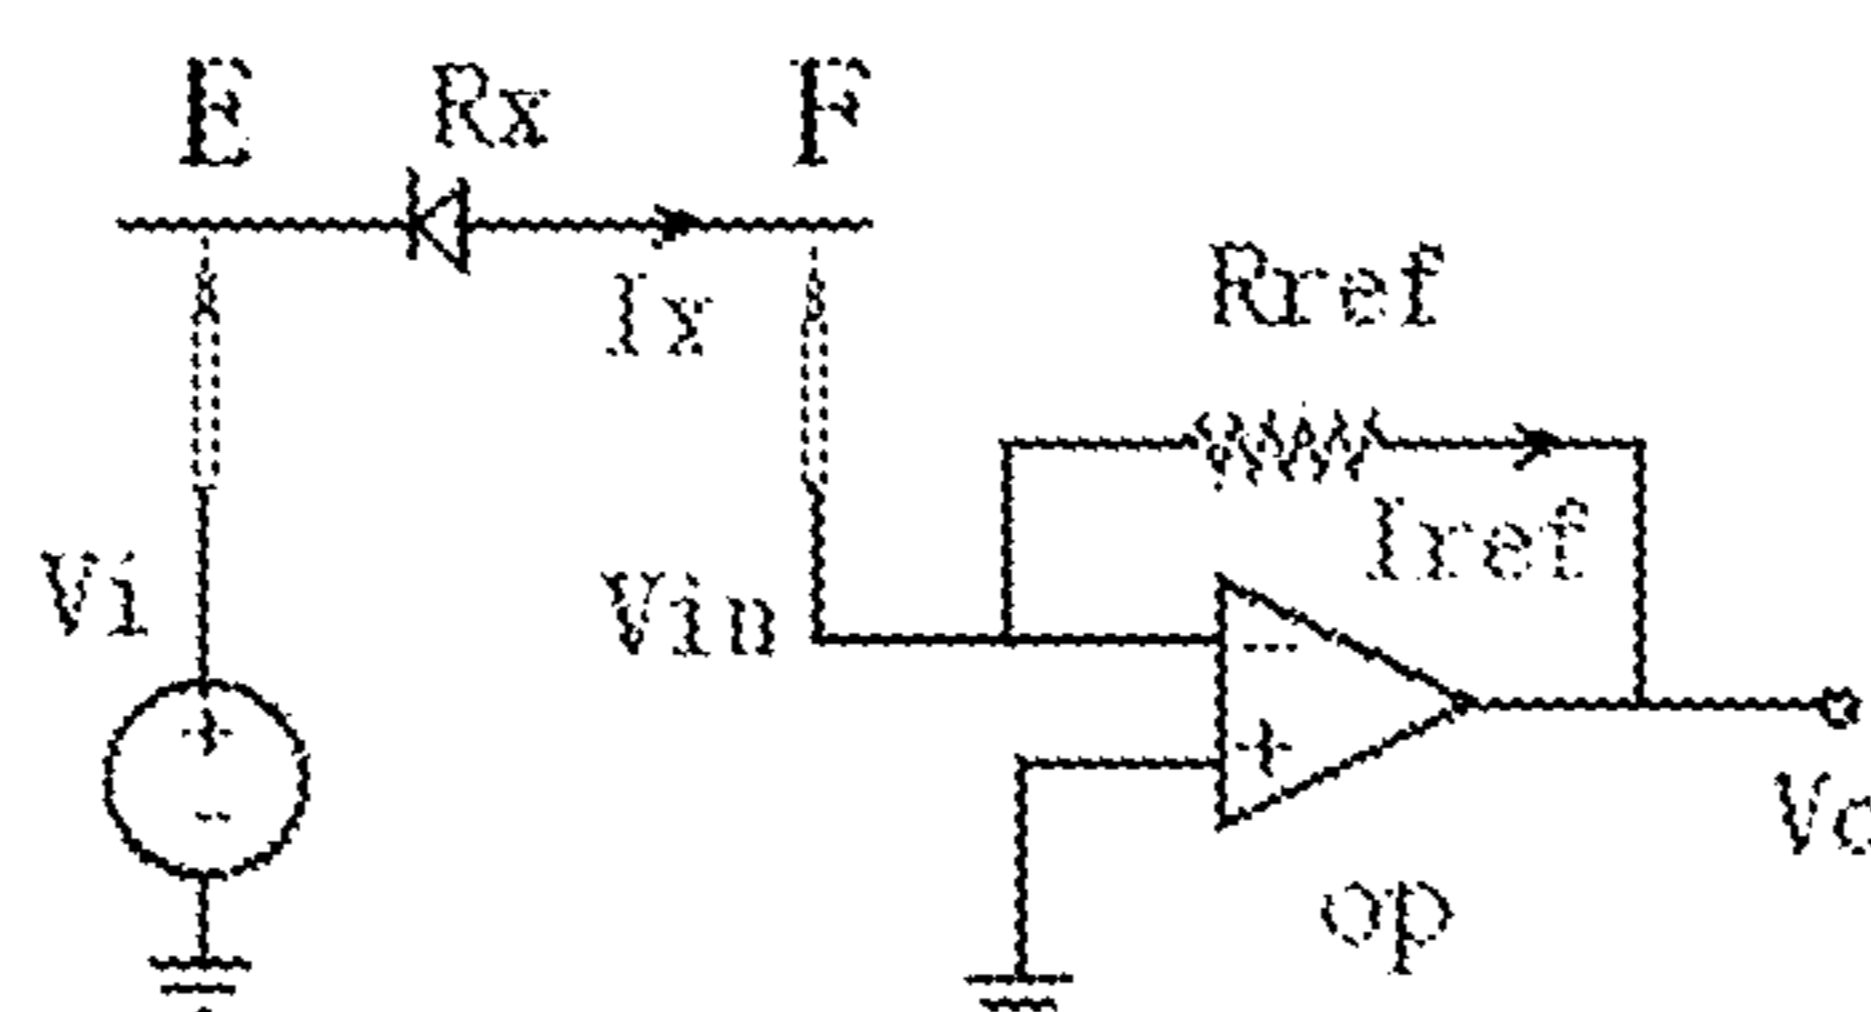 E Rx F
Ix
Rref
Iref
Vi
Vin
-
+
+
-
op